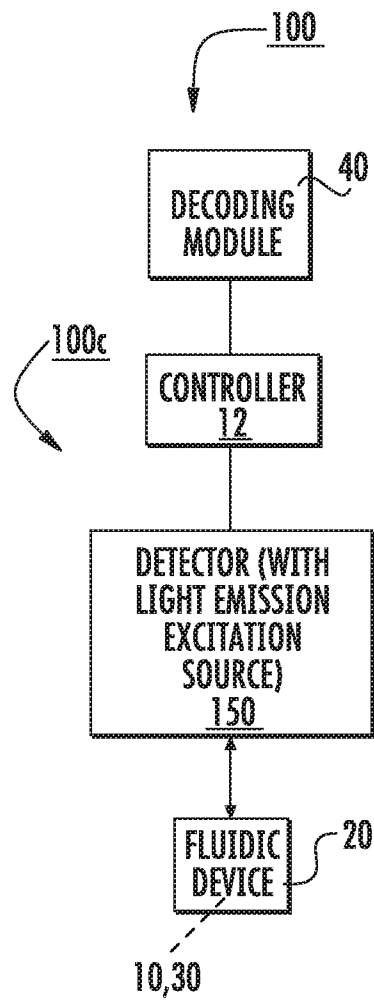 100
40
DECODING
MODULE
100c
CONTROLLER
12
DETECTOR (WITH
LIGHT EMISSION
EXCITATION
SOURCE)
150
FLUIDIC
DEVICE
20
10,30